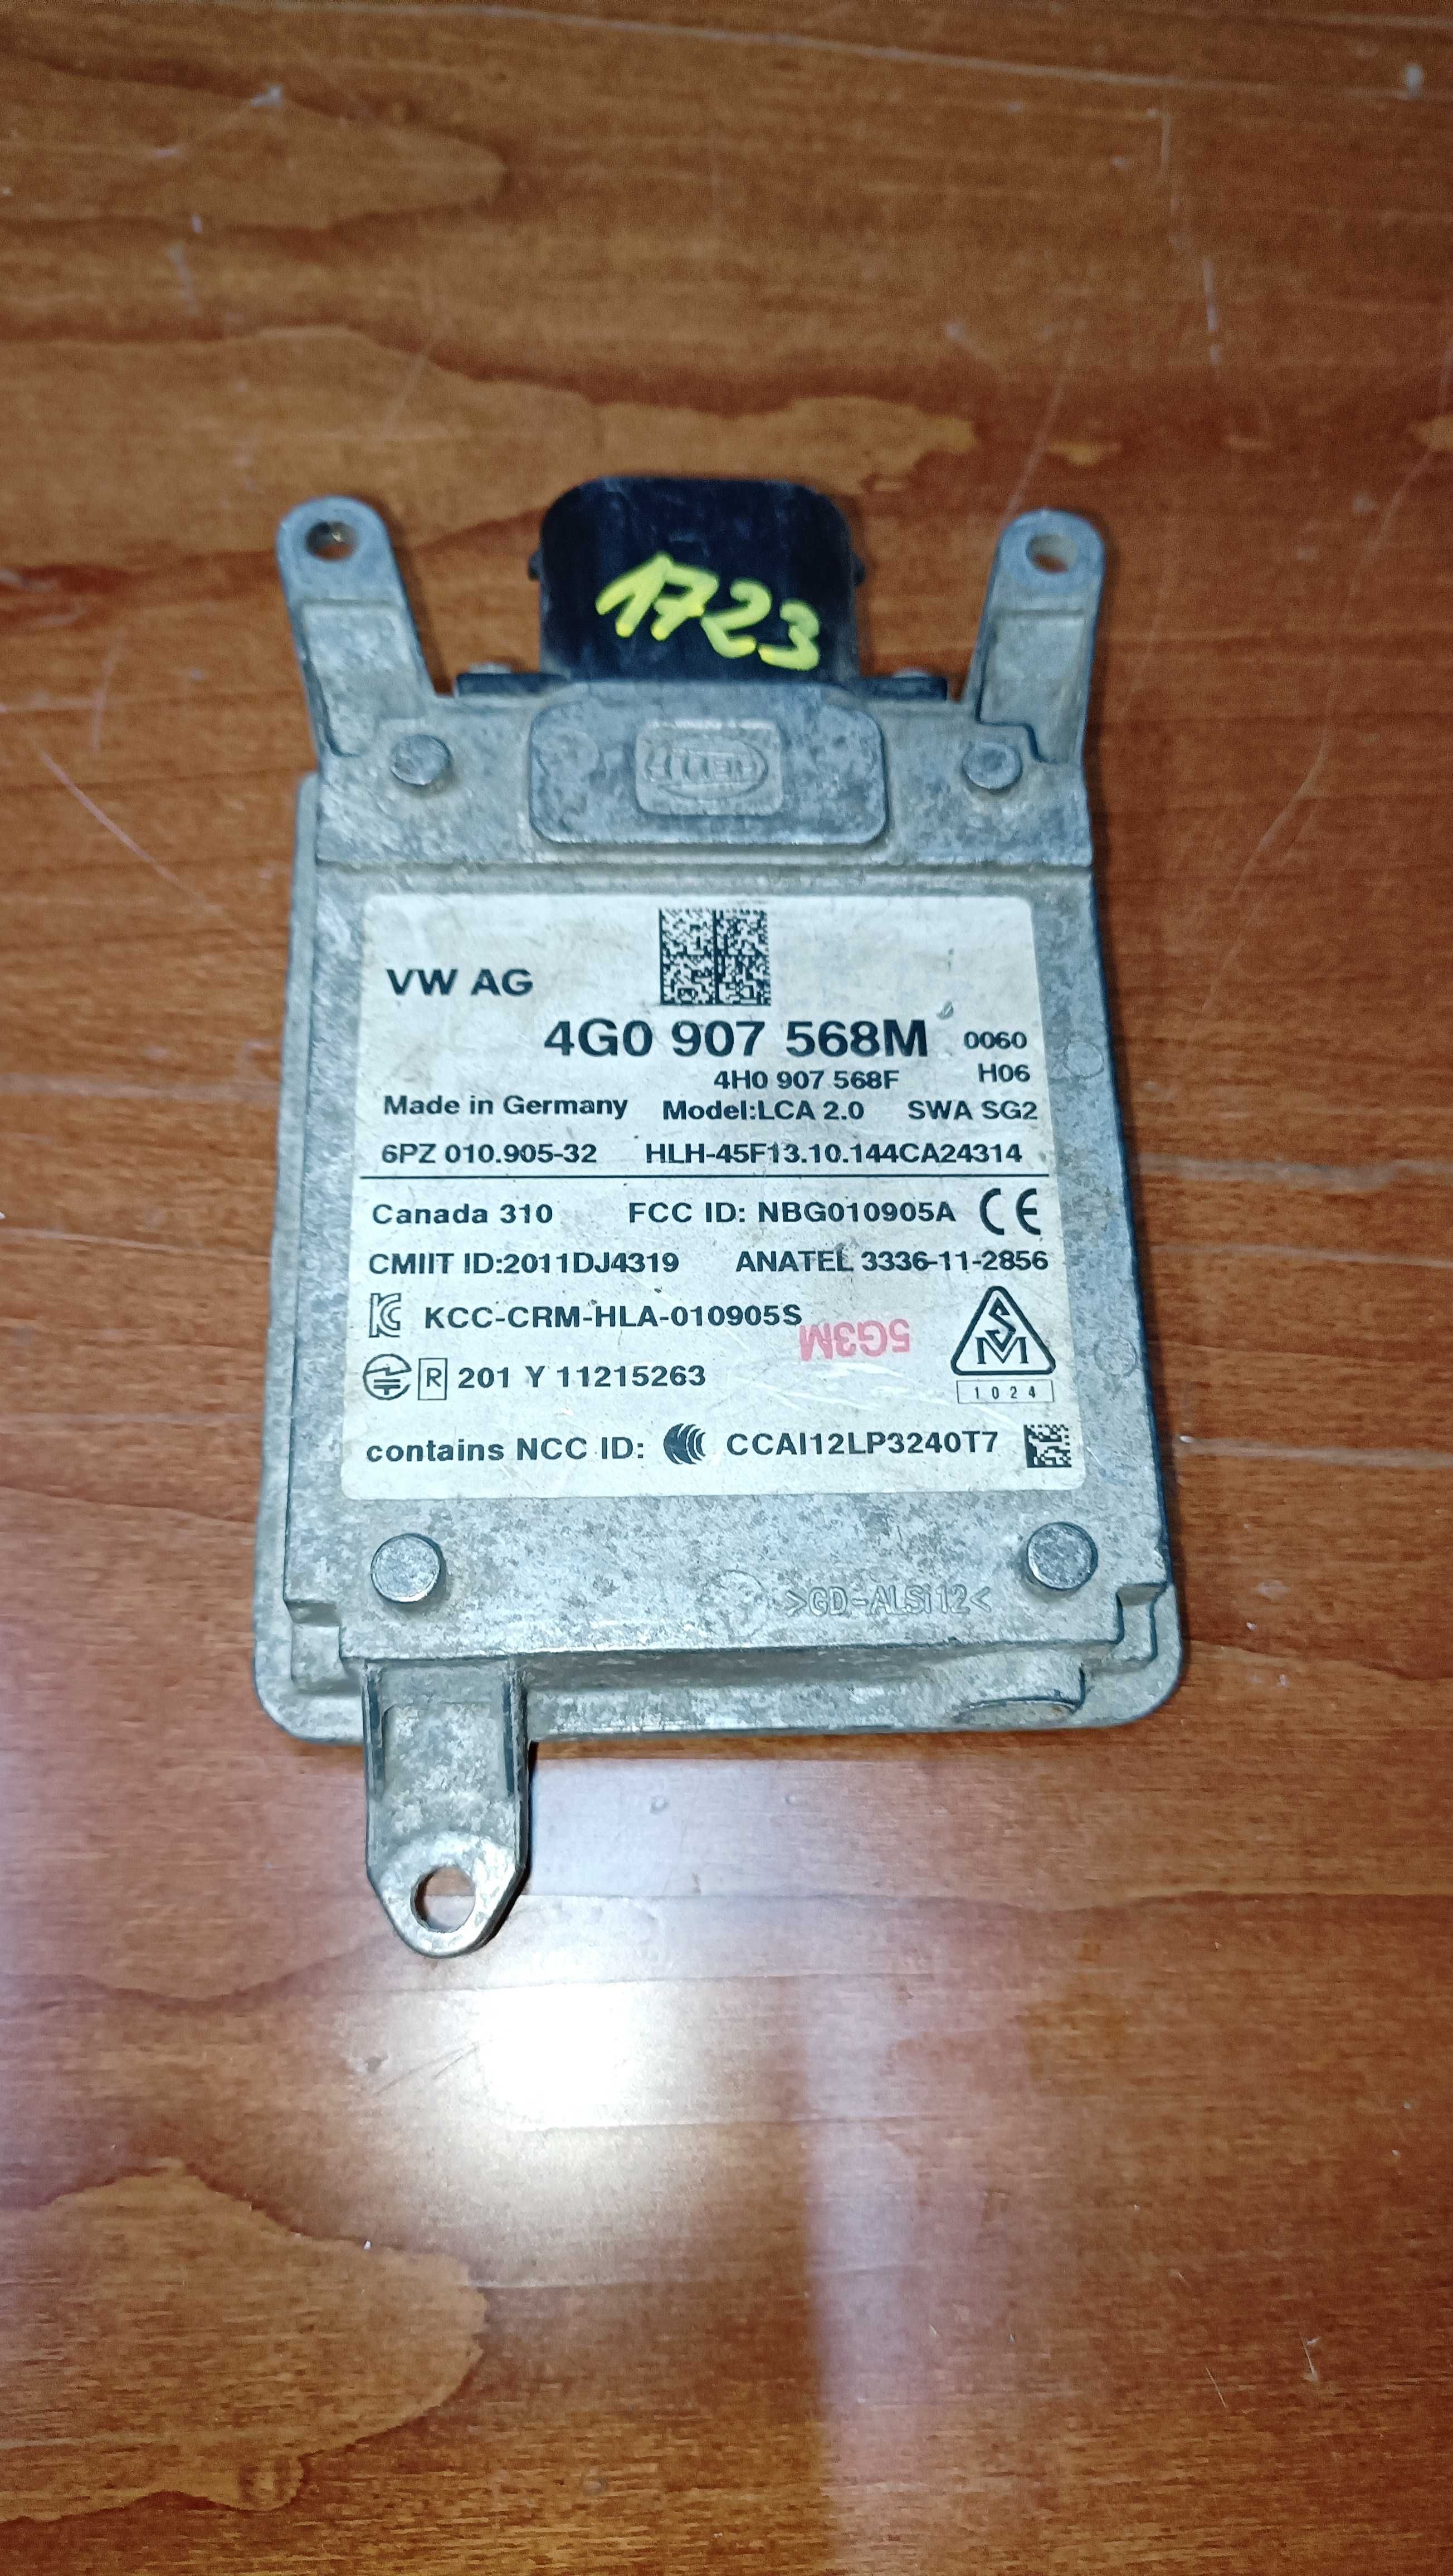 1723
HELLA
VW AG
4G0 907 568M 0060
4H0 907 568F H06
Made in Germany Model:LCA 2.0 SWA SG2
6PZ 010.905-32 HLH-45F13.10.144CA24314
Canada 310 FCC ID: NBG010905A CE
CMIIT ID:2011DJ4319 ANATEL 3336-11-2856
KCC-CRM-HLA-010905S
5G3M
R 201 Y 11215263
1024
contains NCC ID: CCAI12LP3240T7
>GD-ALSi12<